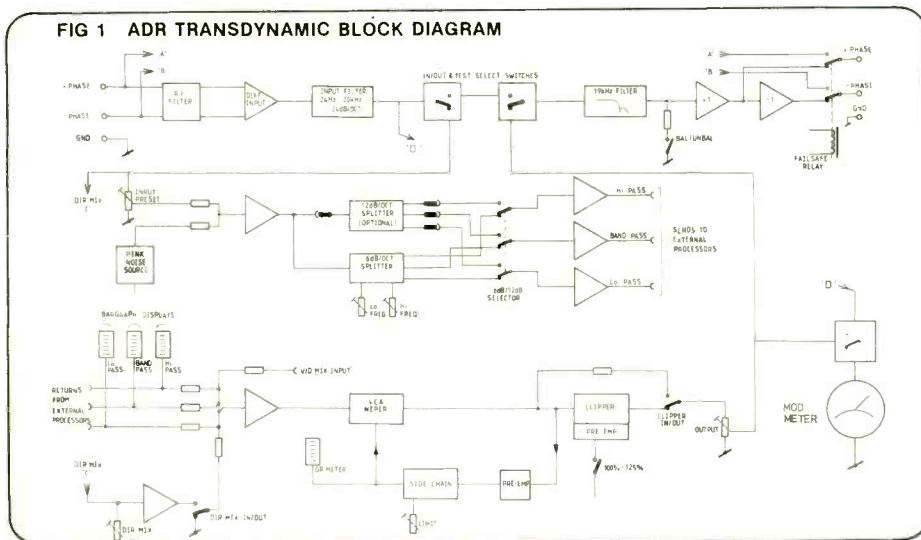 FIG 1 ADR TRANSDYNAMIC BLOCK DIAGRAM
'A'
'B'
+ PHASE
- PHASE
GND
R.F FILTER
DIFF INPUT
INPUT FILTER
24Hz 20kHz
24dB/OCT
'D'
IN/OUT & TEST SELECT SWITCHES
19kHz FILTER
BAL/UNBAL
+1
-1
'A'
'B'
+ PHASE
- PHASE
GND
FAILSAFE
RELAY
DIR MIX
INPUT
PRESET
PINK
NOISE
SOURCE
12dB/OCT
SPLITTER
(OPTIONAL)
6dB/OCT
SPLITTER
Lo
FREQ
Hi
FREQ
6dB/12dB
SELECTOR
Hi PASS
BAND PASS
Lo PASS
SENDS TO
EXTERNAL
PROCESSORS
'D'
MOD
METER
BARGRAPH DISPLAYS
Lo
PASS
BAND
PASS
Hi
PASS
RETURNS
FROM
EXTERNAL
PROCESSORS
MIX INPUT
VCA
CLIPPER
PRE-EMP
CLIPPER
IN/OUT
OUTPUT
100%-125%
GR METER
SIDE CHAIN
PRE-EMP
LIMIT
DIR MIX
DIR MIX
DIR MIX IN/OUT